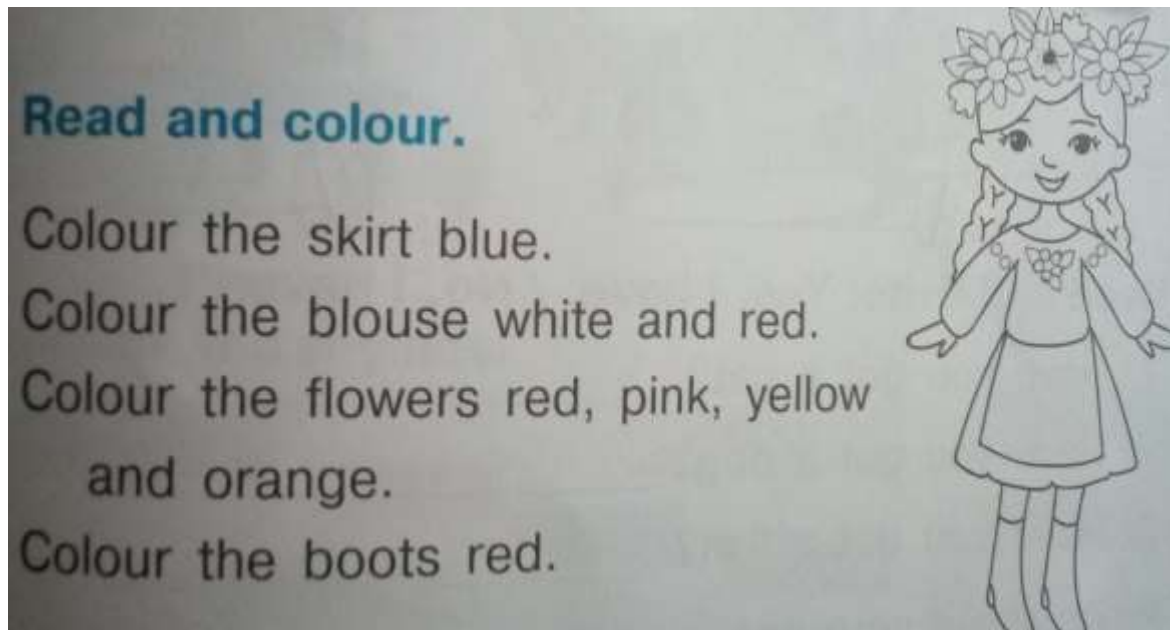 Read and colour.
Colour the skirt blue.
Colour the blouse white and red.
Colour the flowers red, pink, yellow
and orange.
Colour the boots red.